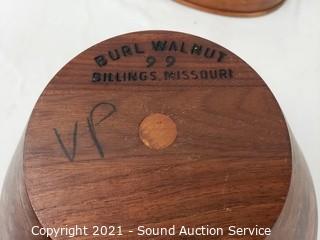 BURL WALNUT
99
BILLINGS, MISSOURI
VP
Copyright 2021 - Sound Auction Service